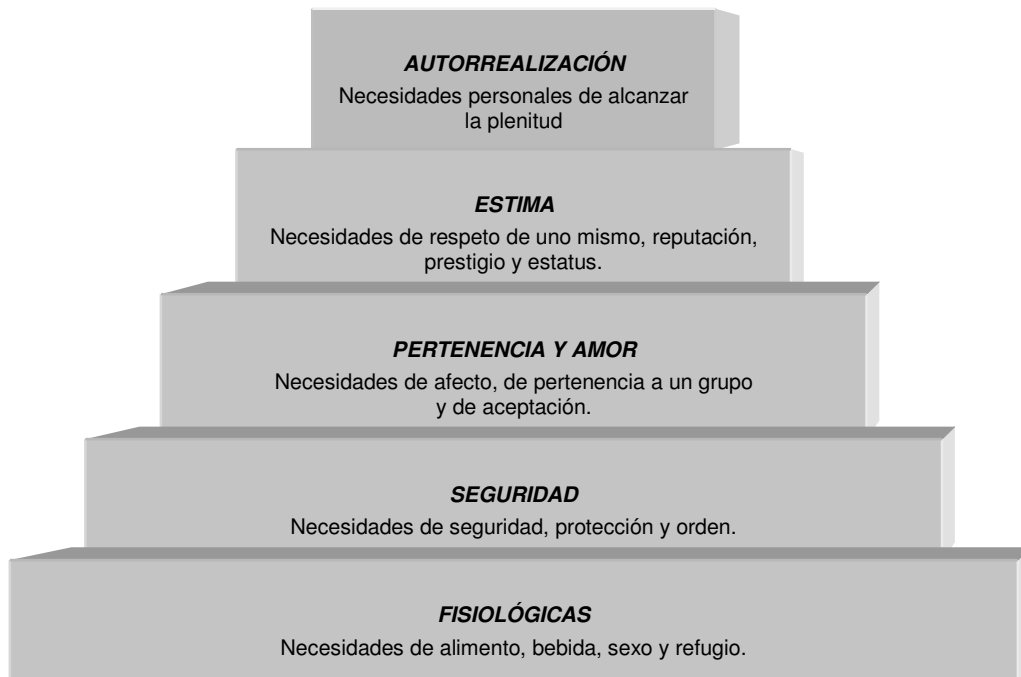 AUTORREALIZACIÓN
Necesidades personales de alcanzar
la plenitud
ESTIMA
Necesidades de respeto de uno mismo, reputación,
prestigio y estatus.
PERTENENCIA Y AMOR
Necesidades de afecto, de pertenencia a un grupo
y de aceptación.
SEGURIDAD
Necesidades de seguridad, protección y orden.
FISIOLÓGICAS
Necesidades de alimento, bebida, sexo y refugio.